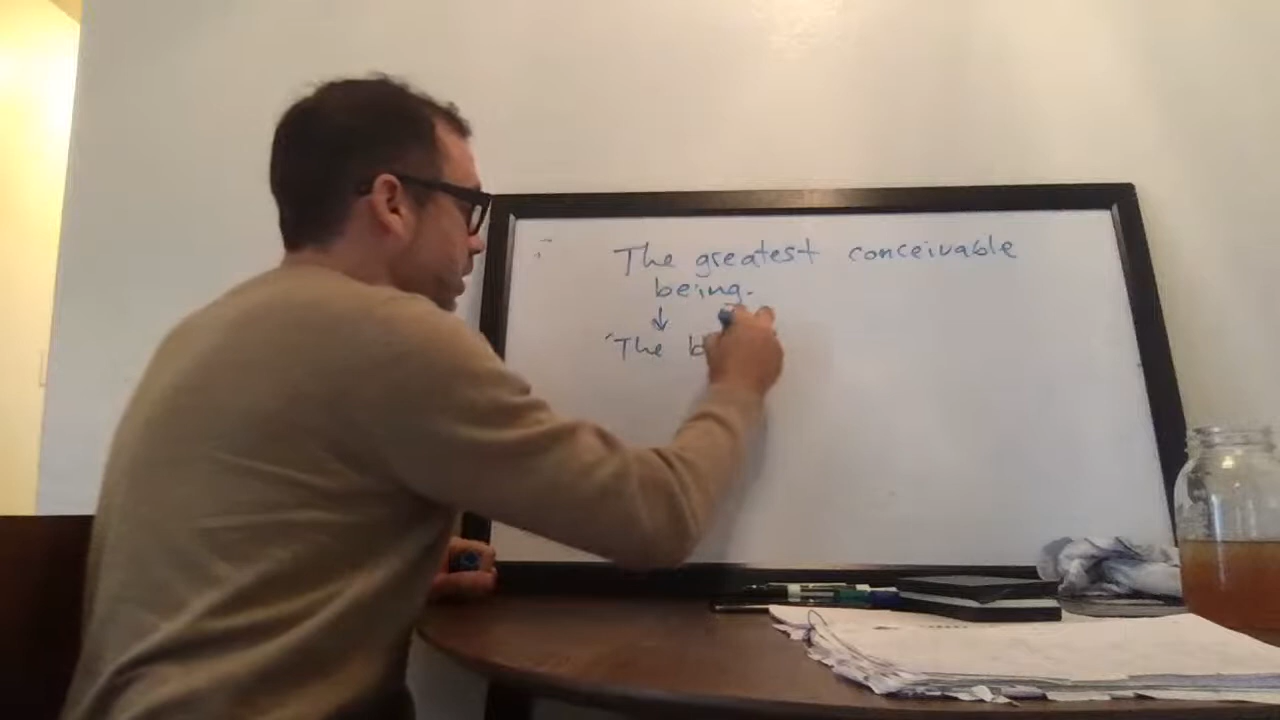 The greatest conceivable
being.
↓
"The